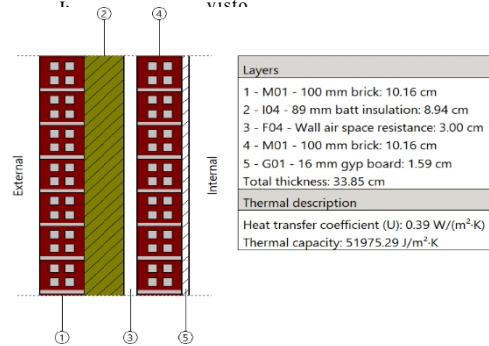 ② ④
External
Internal
① ③ ⑤
Layers
1 - M01 - 100 mm brick: 10.16 cm
2 - I04 - 89 mm batt insulation: 8.94 cm
3 - F04 - Wall air space resistance: 3.00 cm
4 - M01 - 100 mm brick: 10.16 cm
5 - G01 - 16 mm gyp board: 1.59 cm
Total thickness: 33.85 cm
Thermal description
Heat transfer coefficient (U): 0.39 W/(m²·K)
Thermal capacity: 51975.29 J/m²·K